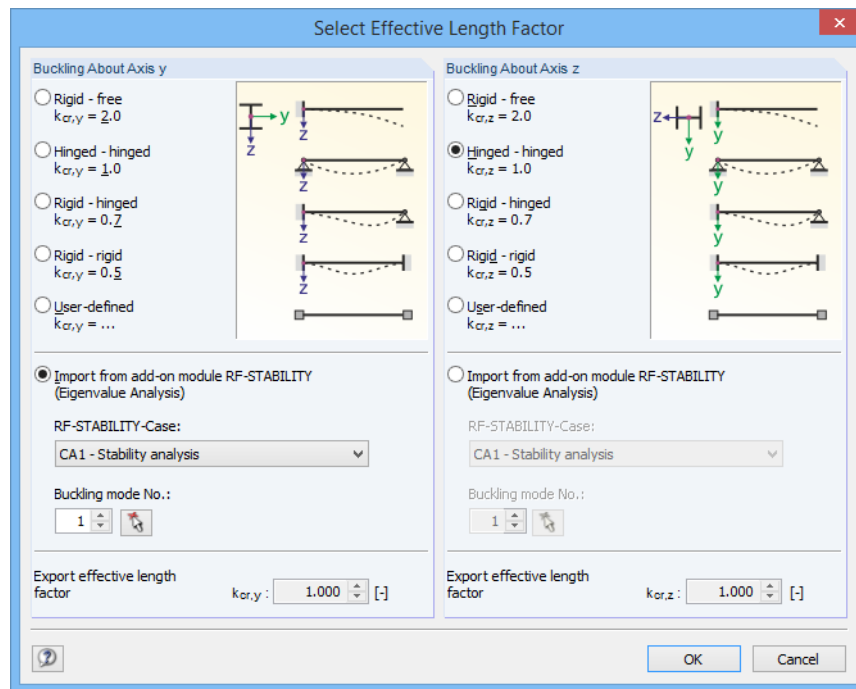 Select Effective Length Factor
Buckling About Axis y
Rigid - free
kcr,y = 2.0
Hinged - hinged
kcr,y = 1.0
Rigid - hinged
kcr,y = 0.7
Rigid - rigid
kcr,y = 0.5
User-defined
kcr,y = ...
y
z
z
z
z
z
Import from add-on module RF-STABILITY
(Eigenvalue Analysis)
RF-STABILITY-Case:
CA1 - Stability analysis
Buckling mode No.:
1
Export effective length
factor
kcr,y : 1.000 [-]
Buckling About Axis z
Rigid - free
kcr,z = 2.0
Hinged - hinged
kcr,z = 1.0
Rigid - hinged
kcr,z = 0.7
Rigid - rigid
kcr,z = 0.5
User-defined
kcr,z = ...
z
y
y
y
y
y
Import from add-on module RF-STABILITY
(Eigenvalue Analysis)
RF-STABILITY-Case:
CA1 - Stability analysis
Buckling mode No.:
1
Export effective length
factor
kcr,z : 1.000 [-]
OK
Cancel